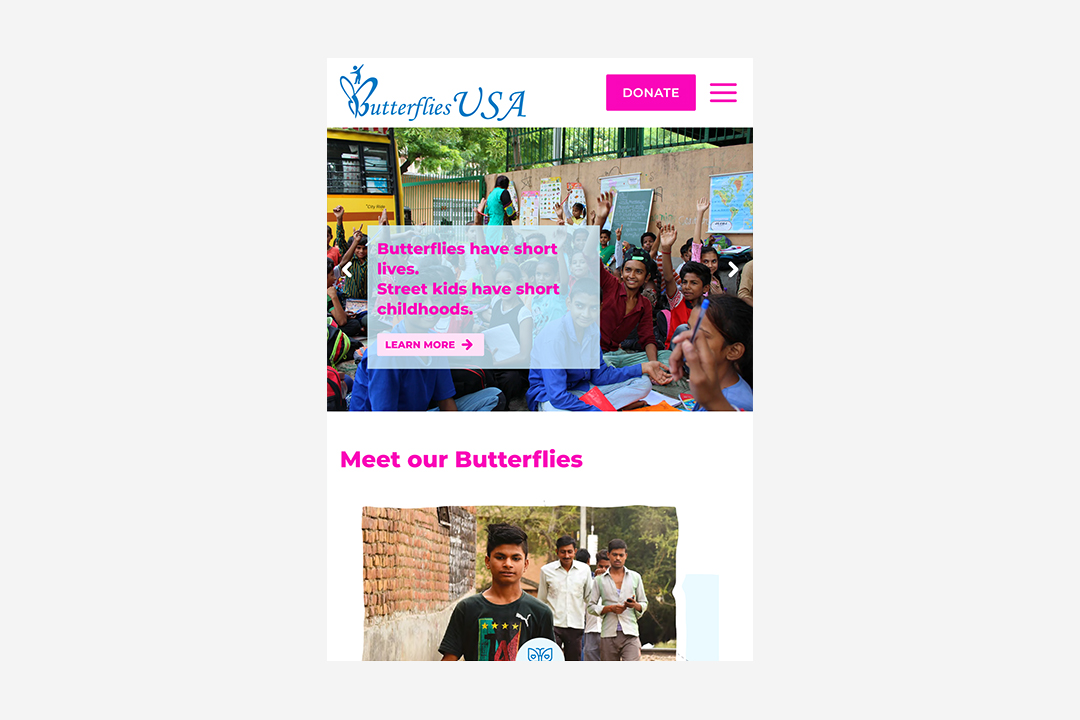 Butterflies USA
DONATE
Butterflies have short
lives.
Street kids have short
childhoods.
LEARN MORE
Meet our Butterflies